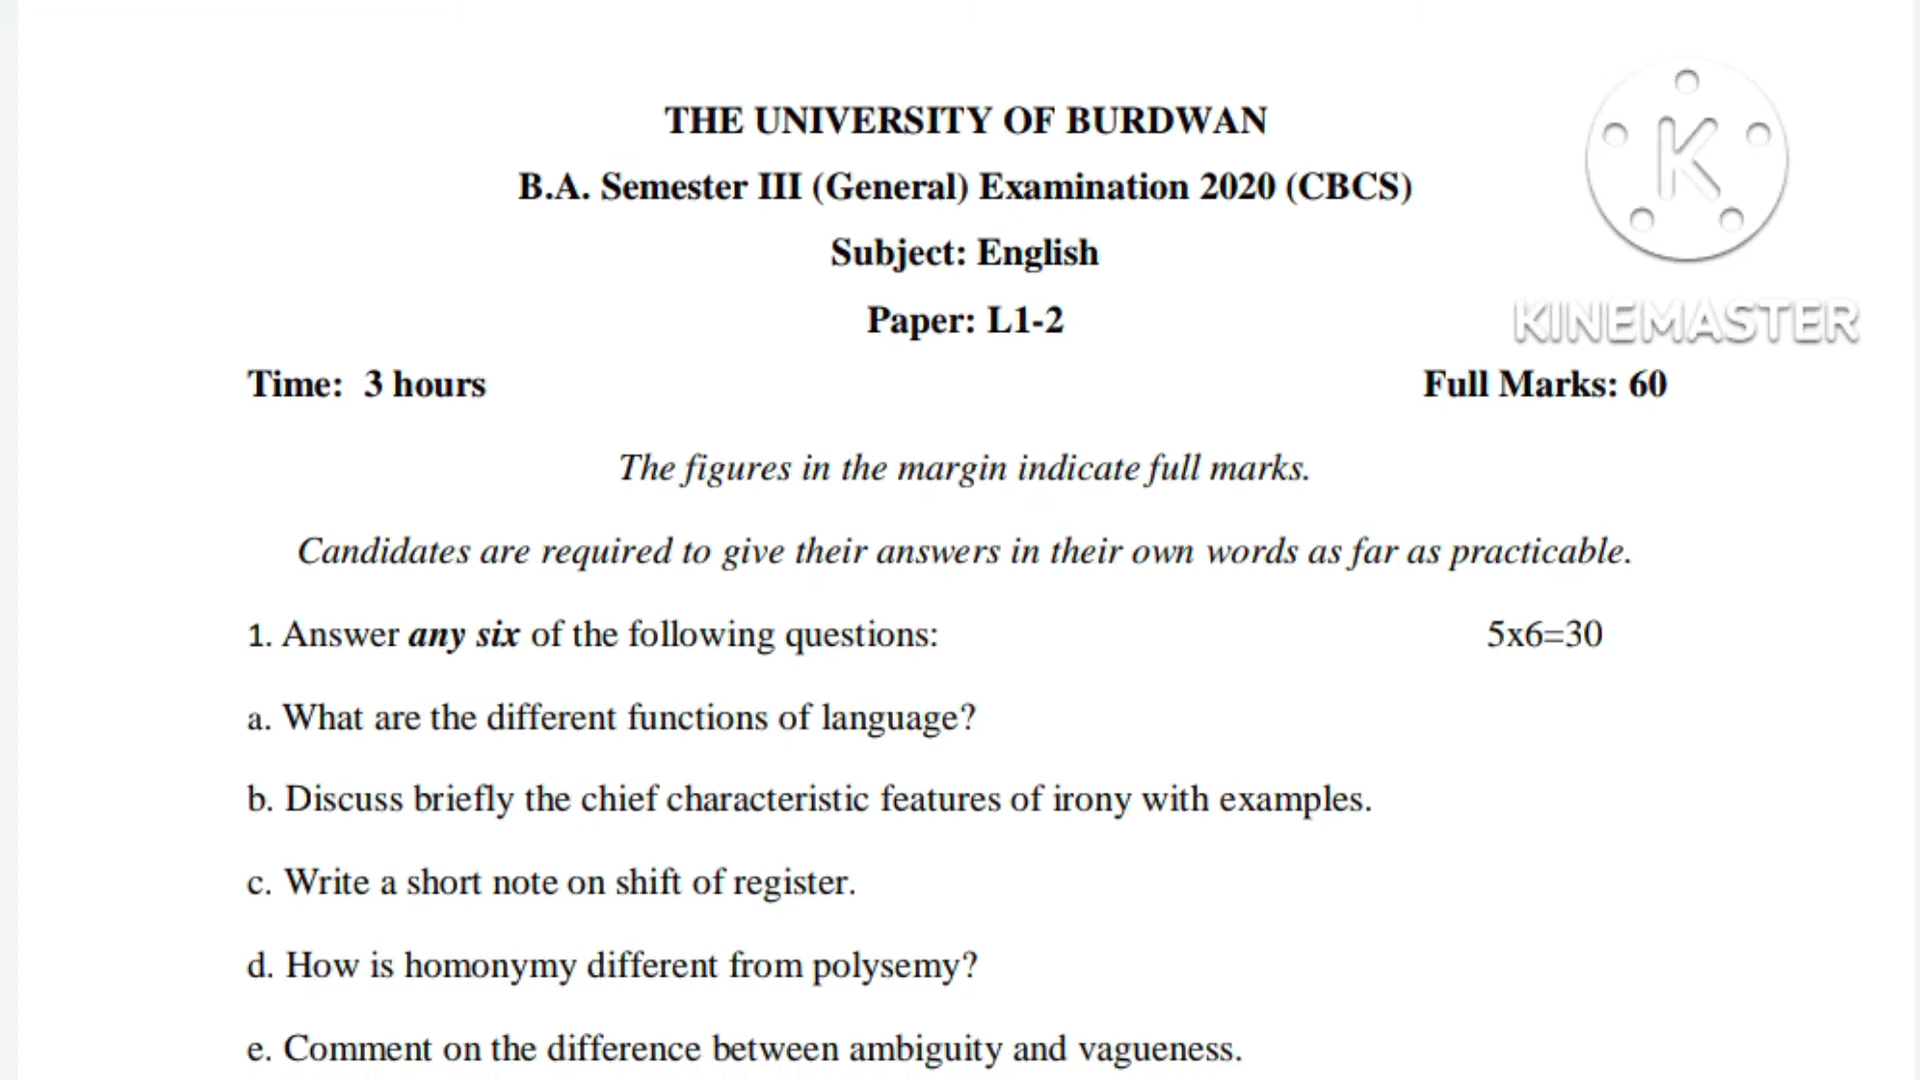 THE UNIVERSITY OF BURDWAN
B.A. Semester III (General) Examination 2020 (CBCS)
Subject: English
Paper: L1-2
K
KINEMASTER
Time: 3 hours Full Marks: 60
The figures in the margin indicate full marks.
Candidates are required to give their answers in their own words as far as practicable.
1. Answer any six of the following questions: 5x6=30
a. What are the different functions of language?
b. Discuss briefly the chief characteristic features of irony with examples.
c. Write a short note on shift of register.
d. How is homonymy different from polysemy?
e. Comment on the difference between ambiguity and vagueness.